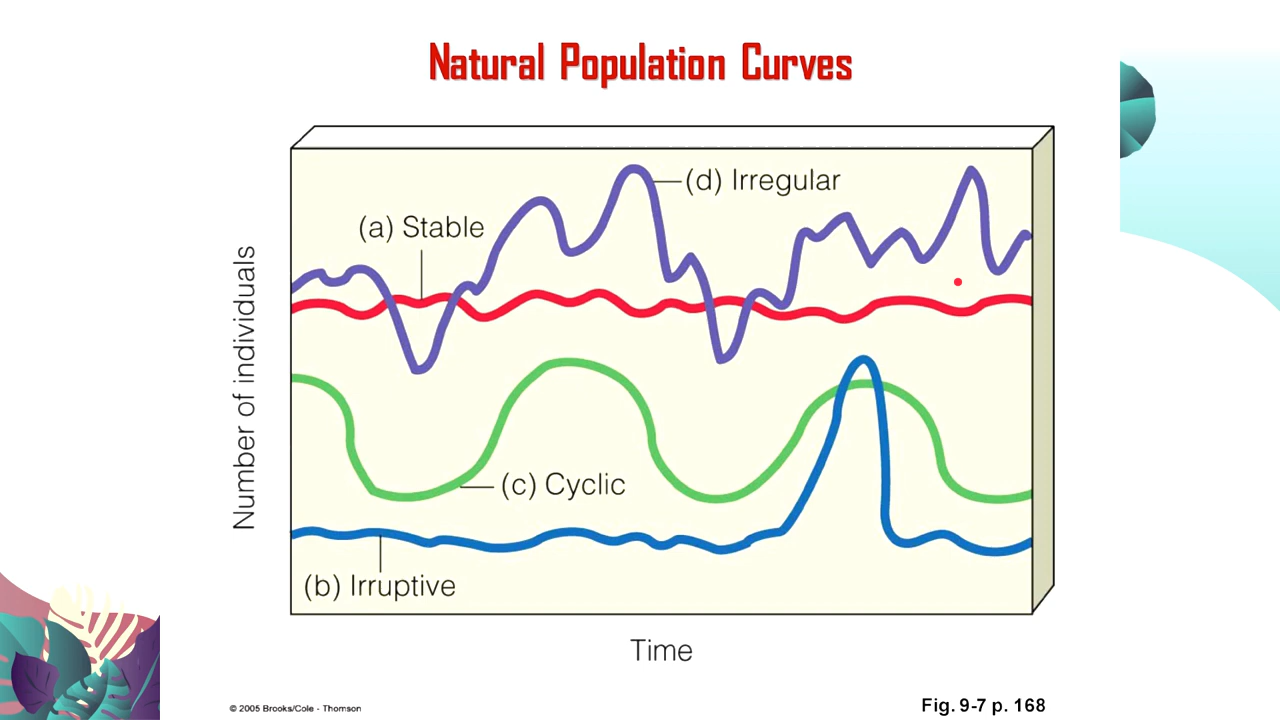 Natural Population Curves
(d) Irregular
(a) Stable
Number of individuals
(c) Cyclic
(b) Irruptive
Time
© 2005 Brooks/Cole - Thomson
Fig. 9-7 p. 168